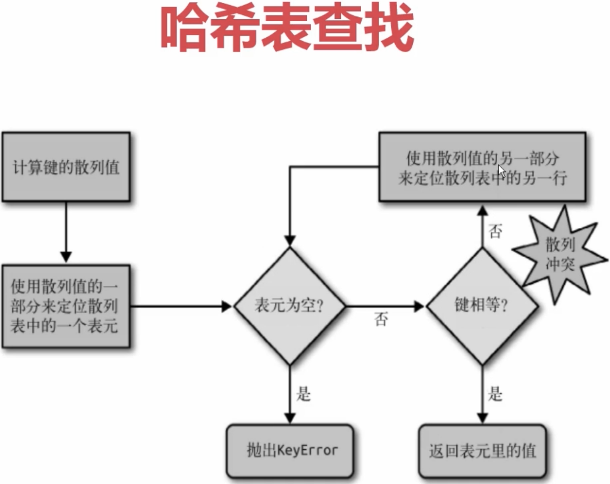 哈希表查找
计算键的散列值
使用散列值的一
部分来定位散列
表中的一个表元
表元为空?
是
抛出KeyError
否
键相等?
是
返回表元里的值
否
散列
冲突
使用散列值的另一部分
来定位散列表中的另一行